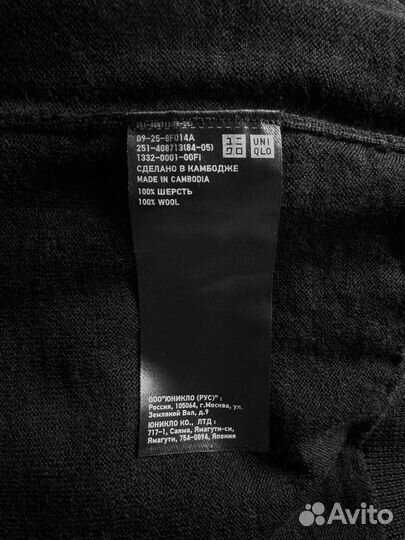 09-25-8F014A
251-408713(84-05)
1332-0001-00F)
UNI
QLO
СДЕЛАНО В КАМБОДЖЕ
MADE IN CAMBODIA
100% ШЕРСТЬ
100% WOOL
ООО"ЮНИКЛО (РУС)" :
Россия, 105064, г.Москва, ул.
Земляной Вал, д.9
ЮНИКЛО КО., ЛТД :
717-1, Саяма, Ямагути-си,
Ямагути, 754-0894, Япония
Avito